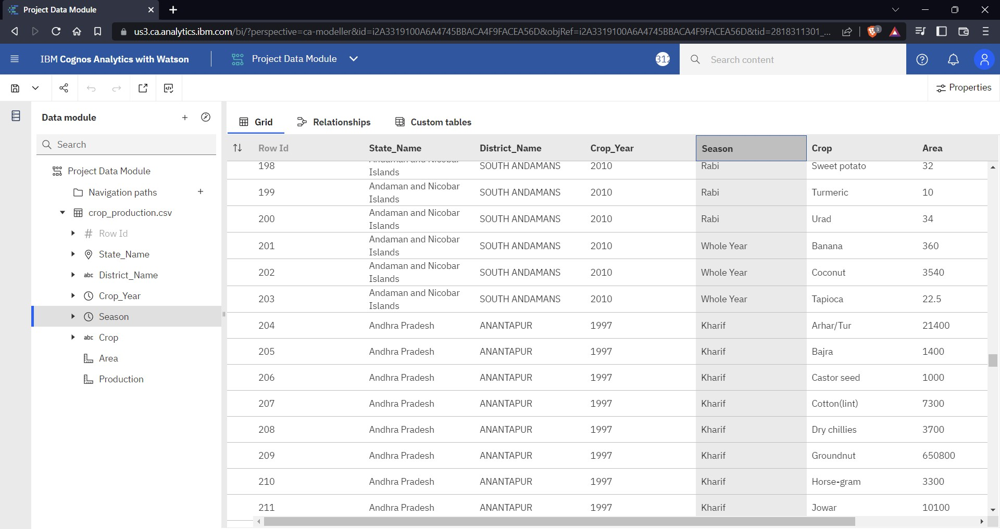 Project Data Module
us3.ca.analytics.ibm.com/bi/?perspective=ca-modeller&id=i2A3319100A6A4745BBACA4F9FACEA56D&objRef=i2A3319100A6A4745BBACA4F9FACEA56D&tid=2818311301_...
3
IBM Cognos Analytics with Watson
Project Data Module
312
Search content
Properties
Data module
Search
Project Data Module
Navigation paths
crop_production.csv
# Row Id
State_Name
abc District_Name
Crop_Year
Season
abc Crop
Area
Production
Grid Relationships Custom tables
Row Id State_Name District_Name Crop_Year Season Crop Area
198 Andaman and Nicobar Islands SOUTH ANDAMANS 2010 Rabi Sweet potato 32
199 Andaman and Nicobar Islands SOUTH ANDAMANS 2010 Rabi Turmeric 10
200 Andaman and Nicobar Islands SOUTH ANDAMANS 2010 Rabi Urad 34
201 Andaman and Nicobar Islands SOUTH ANDAMANS 2010 Whole Year Banana 360
202 Andaman and Nicobar Islands SOUTH ANDAMANS 2010 Whole Year Coconut 3540
203 Andaman and Nicobar Islands SOUTH ANDAMANS 2010 Whole Year Tapioca 22.5
204 Andhra Pradesh ANANTAPUR 1997 Kharif Arhar/Tur 21400
205 Andhra Pradesh ANANTAPUR 1997 Kharif Bajra 1400
206 Andhra Pradesh ANANTAPUR 1997 Kharif Castor seed 1000
207 Andhra Pradesh ANANTAPUR 1997 Kharif Cotton(lint) 7300
208 Andhra Pradesh ANANTAPUR 1997 Kharif Dry chillies 3700
209 Andhra Pradesh ANANTAPUR 1997 Kharif Groundnut 650800
210 Andhra Pradesh ANANTAPUR 1997 Kharif Horse-gram 3300
211 Andhra Pradesh ANANTAPUR 1997 Kharif Jowar 10100